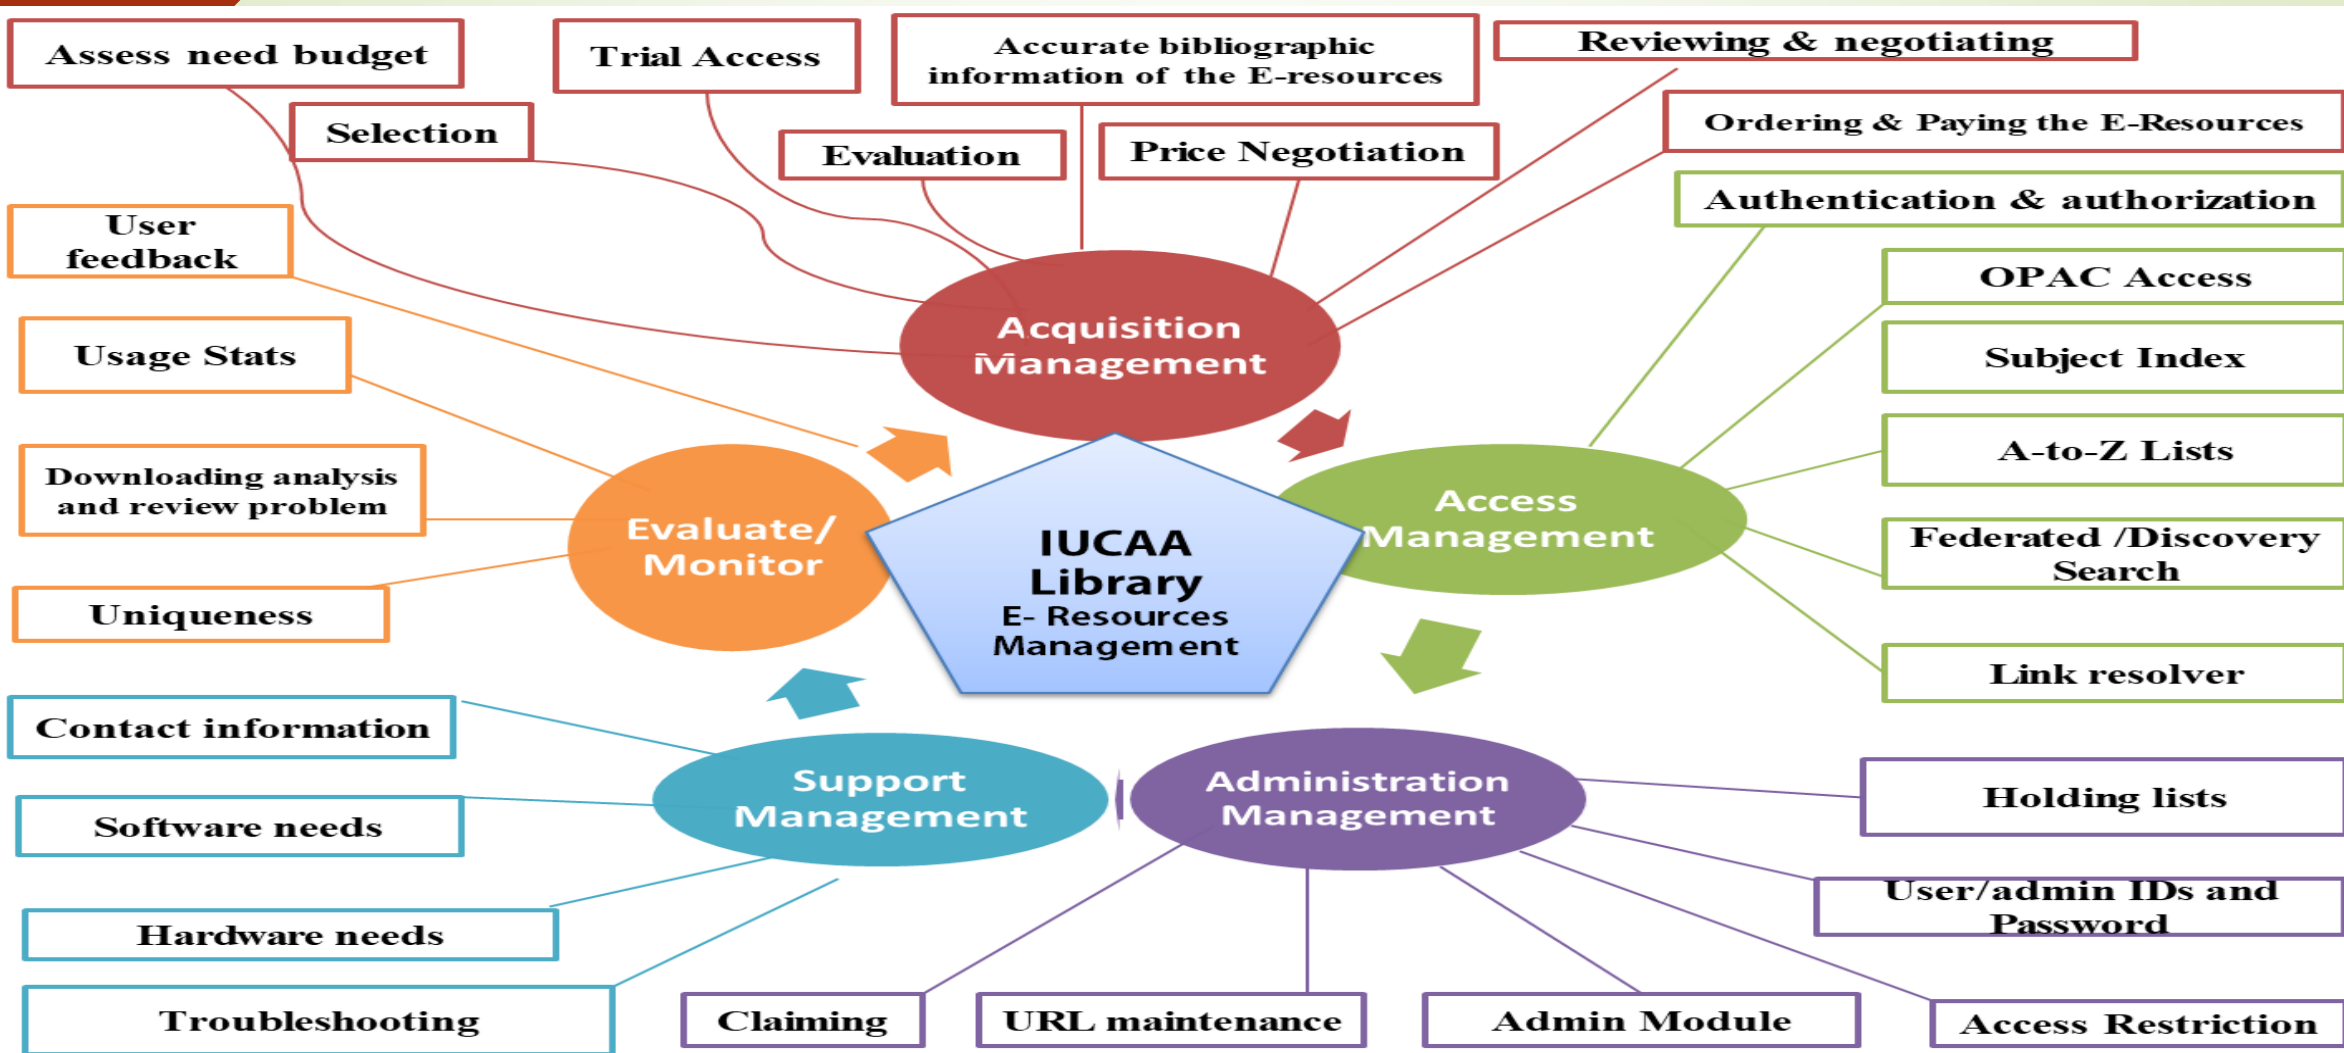 Assess need budget
Trial Access
Accurate bibliographic
information of the E-resources
Reviewing & negotiating
Selection
Evaluation
Price Negotiation
Ordering & Paying the E-Resources
User
feedback
Authentication & authorization
OPAC Access
Usage Stats
Acquisition
Management
Subject Index
A-to-Z Lists
Downloading analysis
and review problem
Evaluate/
Monitor
IUCAA
Library
E- Resources
Management
Access
Management
Federated /Discovery
Search
Uniqueness
Link resolver
Contact information
Support
Management
Administration
Management
Holding lists
Software needs
User/admin IDs and
Password
Hardware needs
Troubleshooting
Claiming
URL maintenance
Admin Module
Access Restriction